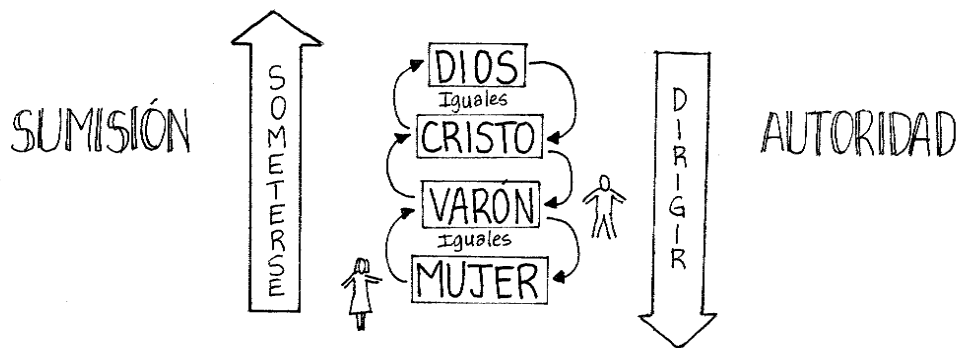 SUMISIÓN
SOMETERSE
DIOS
Iguales
CRISTO
VARÓN
Iguales
MUJER
DIRIGIR
AUTORIDAD